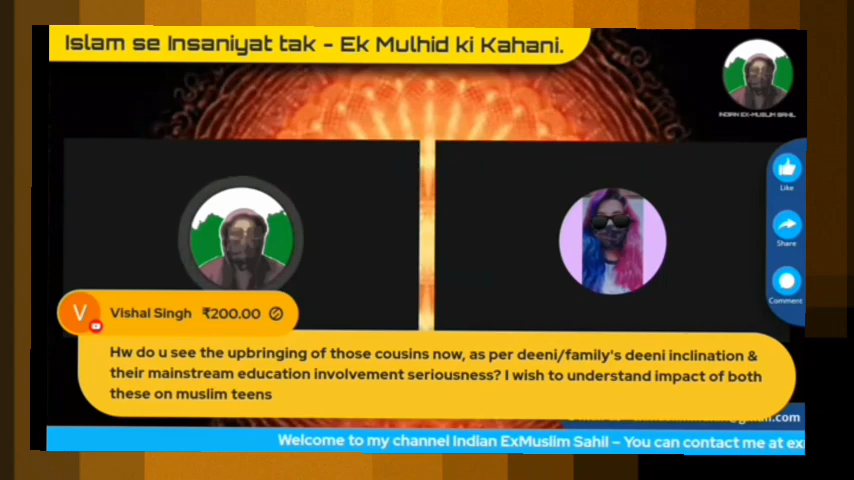 Islam se Insaniyat tak - Ek Mulhid ki Kahani.
INDIAN EX-MUSLIM SAHIL
Like
Share
Comment
V
Vishal Singh ₹200.00
Hw do u see the upbringing of those cousins now, as per deeni/family's deeni inclination &
their mainstream education involvement seriousness? I wish to understand impact of both
these on muslim teens
@gmail.com
Welcome to my channel Indian ExMuslim Sahil – You can contact me at ex